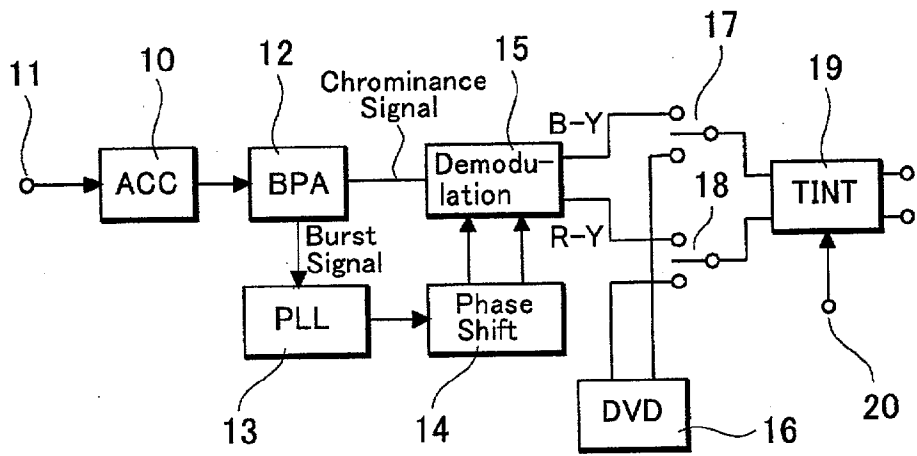 11
10
12
Chrominance
Signal
15
17
19
B-Y
ACC
BPA
Demodu-
lation
TINT
18
R-Y
Burst
Signal
PLL
Phase
Shift
13
14
DVD
16
20